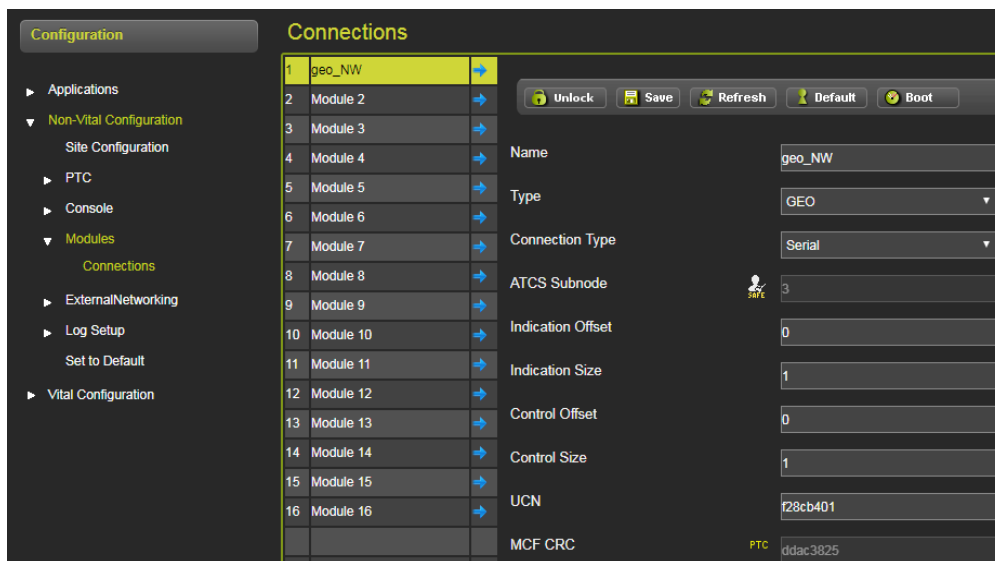 Configuration
Connections
Applications
Non-Vital Configuration
Site Configuration
PTC
Console
Modules
Connections
ExternalNetworking
Log Setup
Set to Default
Vital Configuration
1 geo_NW
2 Module 2
3 Module 3
4 Module 4
5 Module 5
6 Module 6
7 Module 7
8 Module 8
9 Module 9
10 Module 10
11 Module 11
12 Module 12
13 Module 13
14 Module 14
15 Module 15
16 Module 16
Unlock Save Refresh Default Boot
Name geo_NW
Type GEO
Connection Type Serial
ATCS Subnode SAFE 3
Indication Offset 0
Indication Size 1
Control Offset 0
Control Size 1
UCN f28cb401
MCF CRC PTC ddac3825